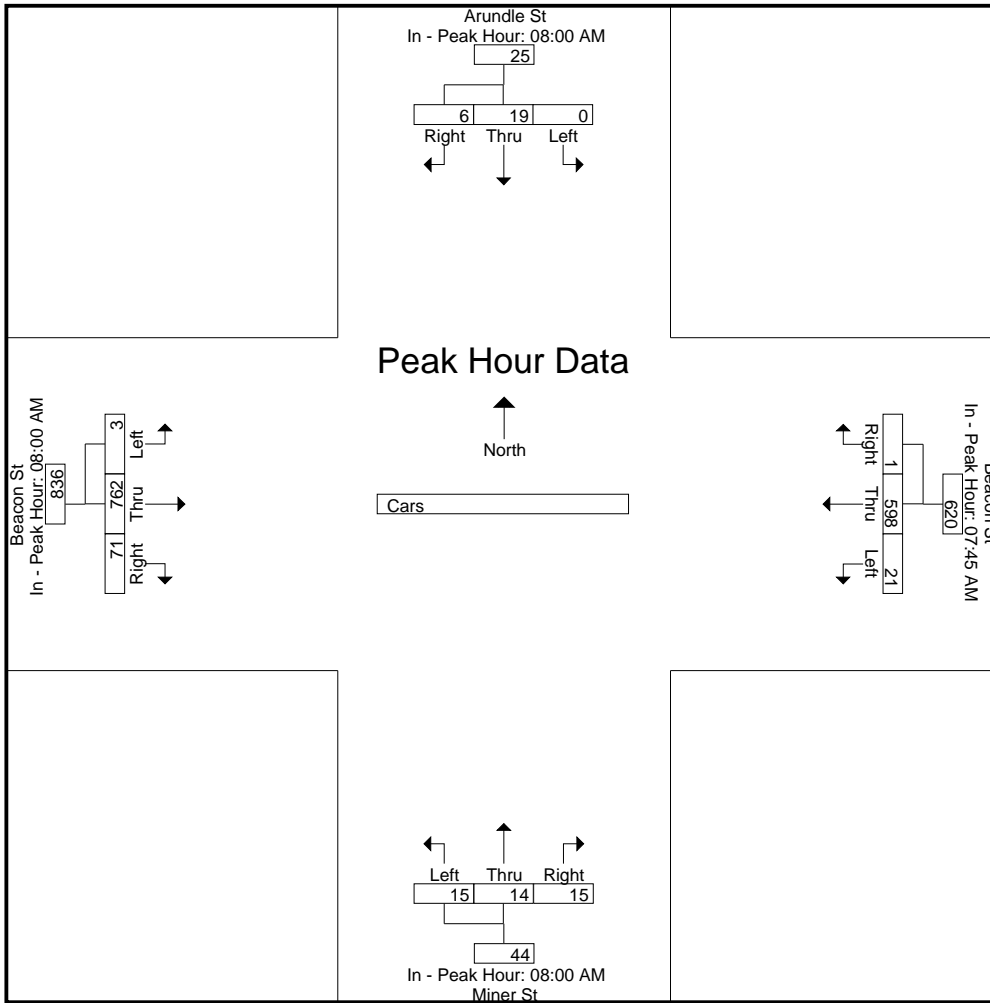 Arundle St
In - Peak Hour: 08:00 AM
25
6 19 0
Right Thru Left
Peak Hour Data
North
Cars
Beacon St
In - Peak Hour: 08:00 AM
836
3 762 71
Left Thru Right
Right Thru Left
1 598 21
620
In - Peak Hour: 07:45 AM
Beacon St
Left Thru Right
15 14 15
44
In - Peak Hour: 08:00 AM
Miner St